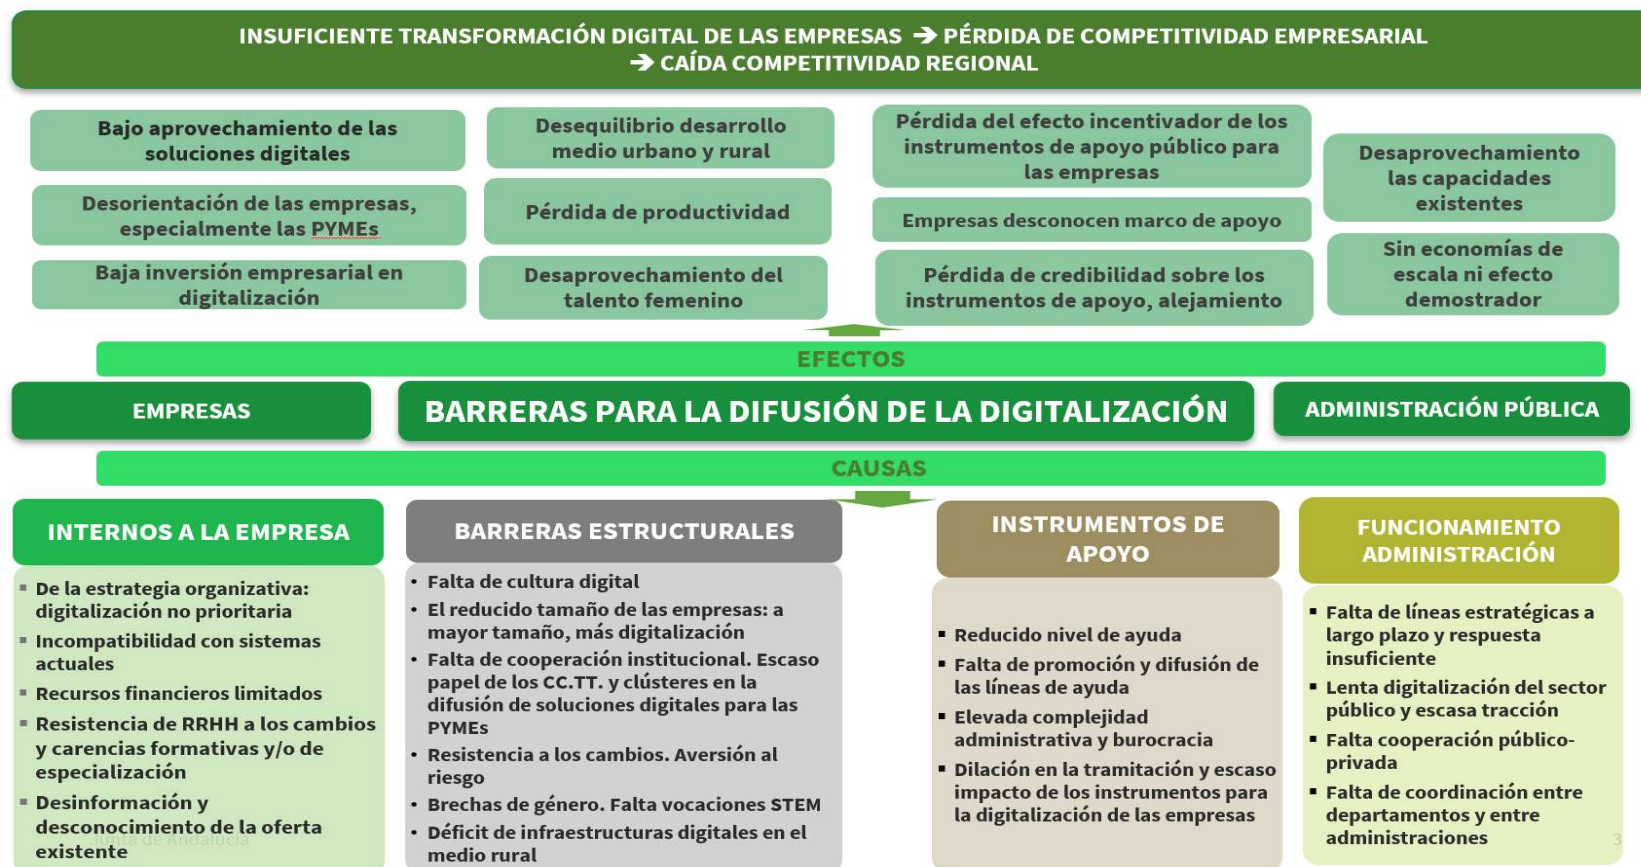 INSUFICIENTE TRANSFORMACIÓN DIGITAL DE LAS EMPRESAS ➔ PÉRDIDA DE COMPETITIVIDAD EMPRESARIAL
➔ CAÍDA COMPETITIVIDAD REGIONAL
Bajo aprovechamiento de las
soluciones digitales
Desorientación de las empresas,
especialmente las PYMEs
Baja inversión empresarial en
digitalización
Desequilibrio desarrollo
medio urbano y rural
Pérdida de productividad
Desaprovechamiento del
talento femenino
Pérdida del efecto incentivador de los
instrumentos de apoyo público para
las empresas
Empresas desconocen marco de apoyo
Pérdida de credibilidad sobre los
instrumentos de apoyo, alejamiento
Desaprovechamiento
las capacidades
existentes
Sin economías de
escala ni efecto
demostrador
EFECTOS
EMPRESAS
BARRERAS PARA LA DIFUSIÓN DE LA DIGITALIZACIÓN
ADMINISTRACIÓN PÚBLICA
CAUSAS
INTERNOS A LA EMPRESA
▪ De la estrategia organizativa:
digitalización no prioritaria
▪ Incompatibilidad con sistemas
actuales
▪ Recursos financieros limitados
▪ Resistencia de RRHH a los cambios
y carencias formativas y/o de
especialización
▪ Desinformación y
desconocimiento de la oferta
existente
Junta de Andalucía
BARRERAS ESTRUCTURALES
• Falta de cultura digital
• El reducido tamaño de las empresas: a
mayor tamaño, más digitalización
• Falta de cooperación institucional. Escaso
papel de los CC.TT. y clústeres en la
difusión de soluciones digitales para las
PYMEs
• Resistencia a los cambios. Aversión al
riesgo
• Brechas de género. Falta vocaciones STEM
• Déficit de infraestructuras digitales en el
medio rural
INSTRUMENTOS DE
APOYO
▪ Reducido nivel de ayuda
▪ Falta de promoción y difusión de
las líneas de ayuda
▪ Elevada complejidad
administrativa y burocracia
▪ Dilación en la tramitación y escaso
impacto de los instrumentos para
la digitalización de las empresas
FUNCIONAMIENTO
ADMINISTRACIÓN
▪ Falta de líneas estratégicas a
largo plazo y respuesta
insuficiente
▪ Lenta digitalización del sector
público y escasa tracción
▪ Falta cooperación público-
privada
▪ Falta de coordinación entre
departamentos y entre
administraciones
3